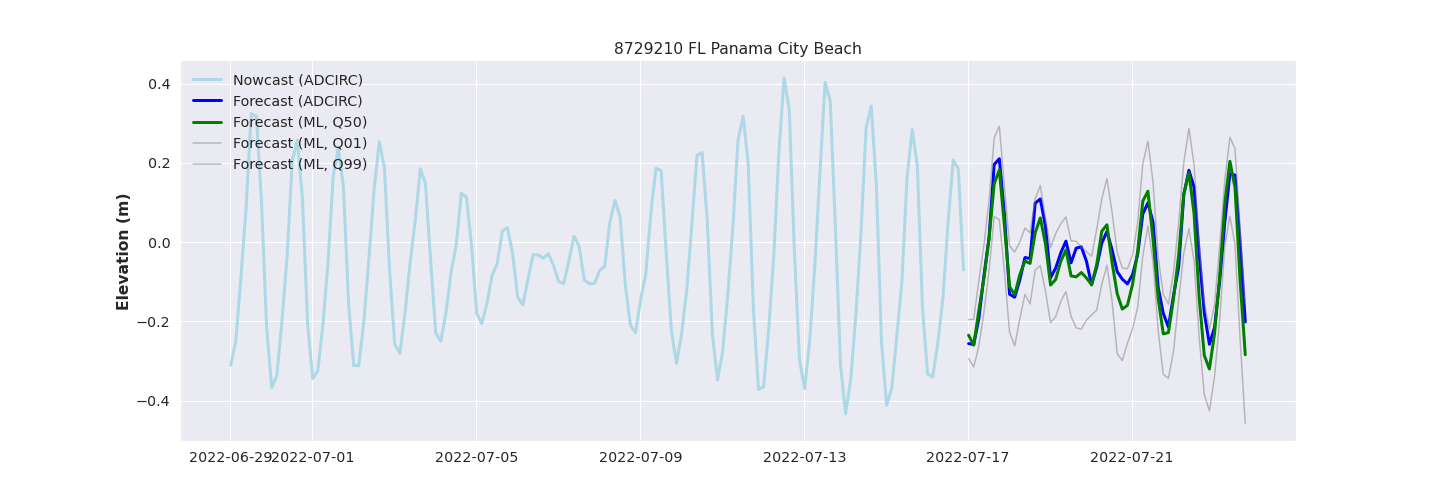 8729210 FL Panama City Beach
Nowcast (ADCIRC)
Forecast (ADCIRC)
Forecast (ML, Q50)
Forecast (ML, Q01)
Forecast (ML, Q99)
Elevation (m)
0.4
0.2
0.0
−0.2
−0.4
2022-06-29 2022-07-01 2022-07-05 2022-07-09 2022-07-13 2022-07-17 2022-07-21